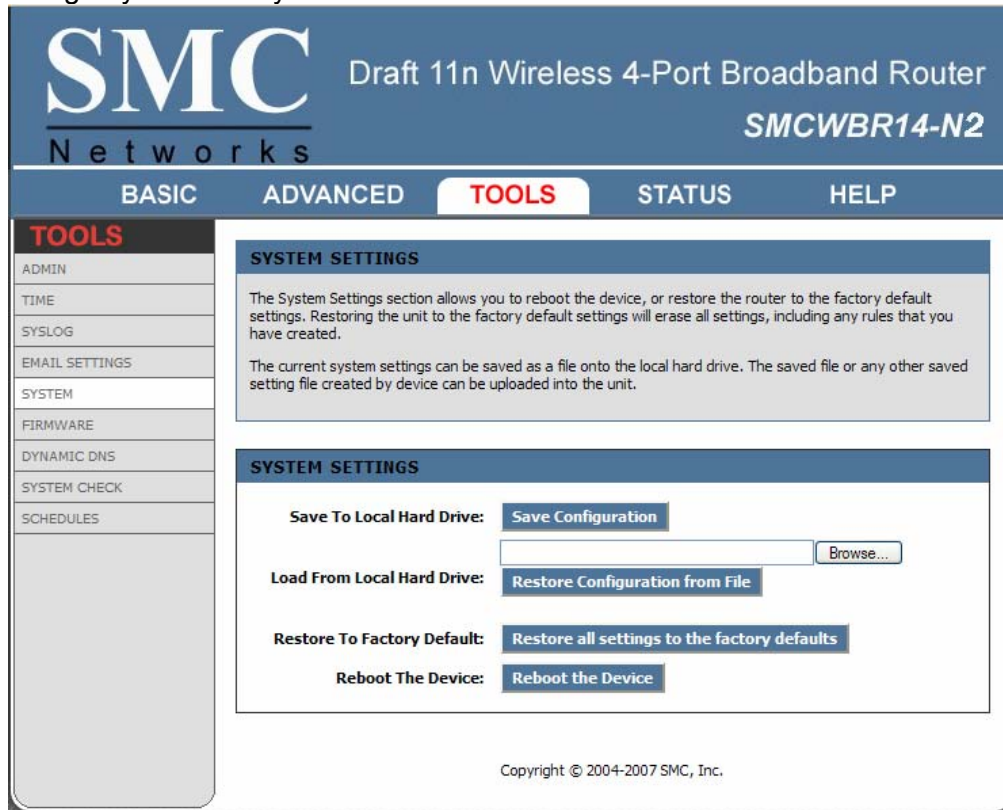 SMC
Networks
Draft 11n Wireless 4-Port Broadband Router
SMCWBR14-N2
BASIC ADVANCED TOOLS STATUS HELP
TOOLS
ADMIN
TIME
SYSLOG
EMAIL SETTINGS
SYSTEM
FIRMWARE
DYNAMIC DNS
SYSTEM CHECK
SCHEDULES
SYSTEM SETTINGS
The System Settings section allows you to reboot the device, or restore the router to the factory default
settings. Restoring the unit to the factory default settings will erase all settings, including any rules that you
have created.
The current system settings can be saved as a file onto the local hard drive. The saved file or any other saved
setting file created by device can be uploaded into the unit.
SYSTEM SETTINGS
Save To Local Hard Drive: Save Configuration
Browse...
Load From Local Hard Drive: Restore Configuration from File
Restore To Factory Default: Restore all settings to the factory defaults
Reboot The Device: Reboot the Device
Copyright © 2004-2007 SMC, Inc.